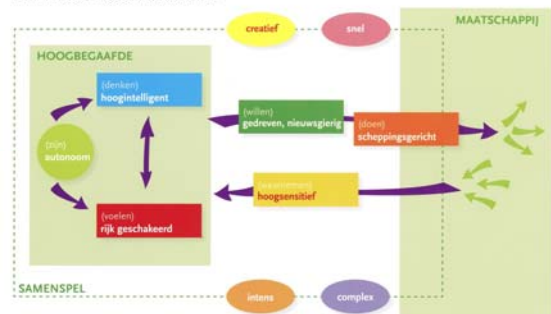 creatief
snel
MAATSCHAPPIJ
HOOGBEGAAFDE
(denken)
hoogintelligent
(willen)
gedreven, nieuwsgierig
(doen)
scheppingsgericht
(zijn)
autonoom
(waarnemen)
hoogsensitief
(voelen)
rijk geschakeerd
SAMENSPEL
intens
complex